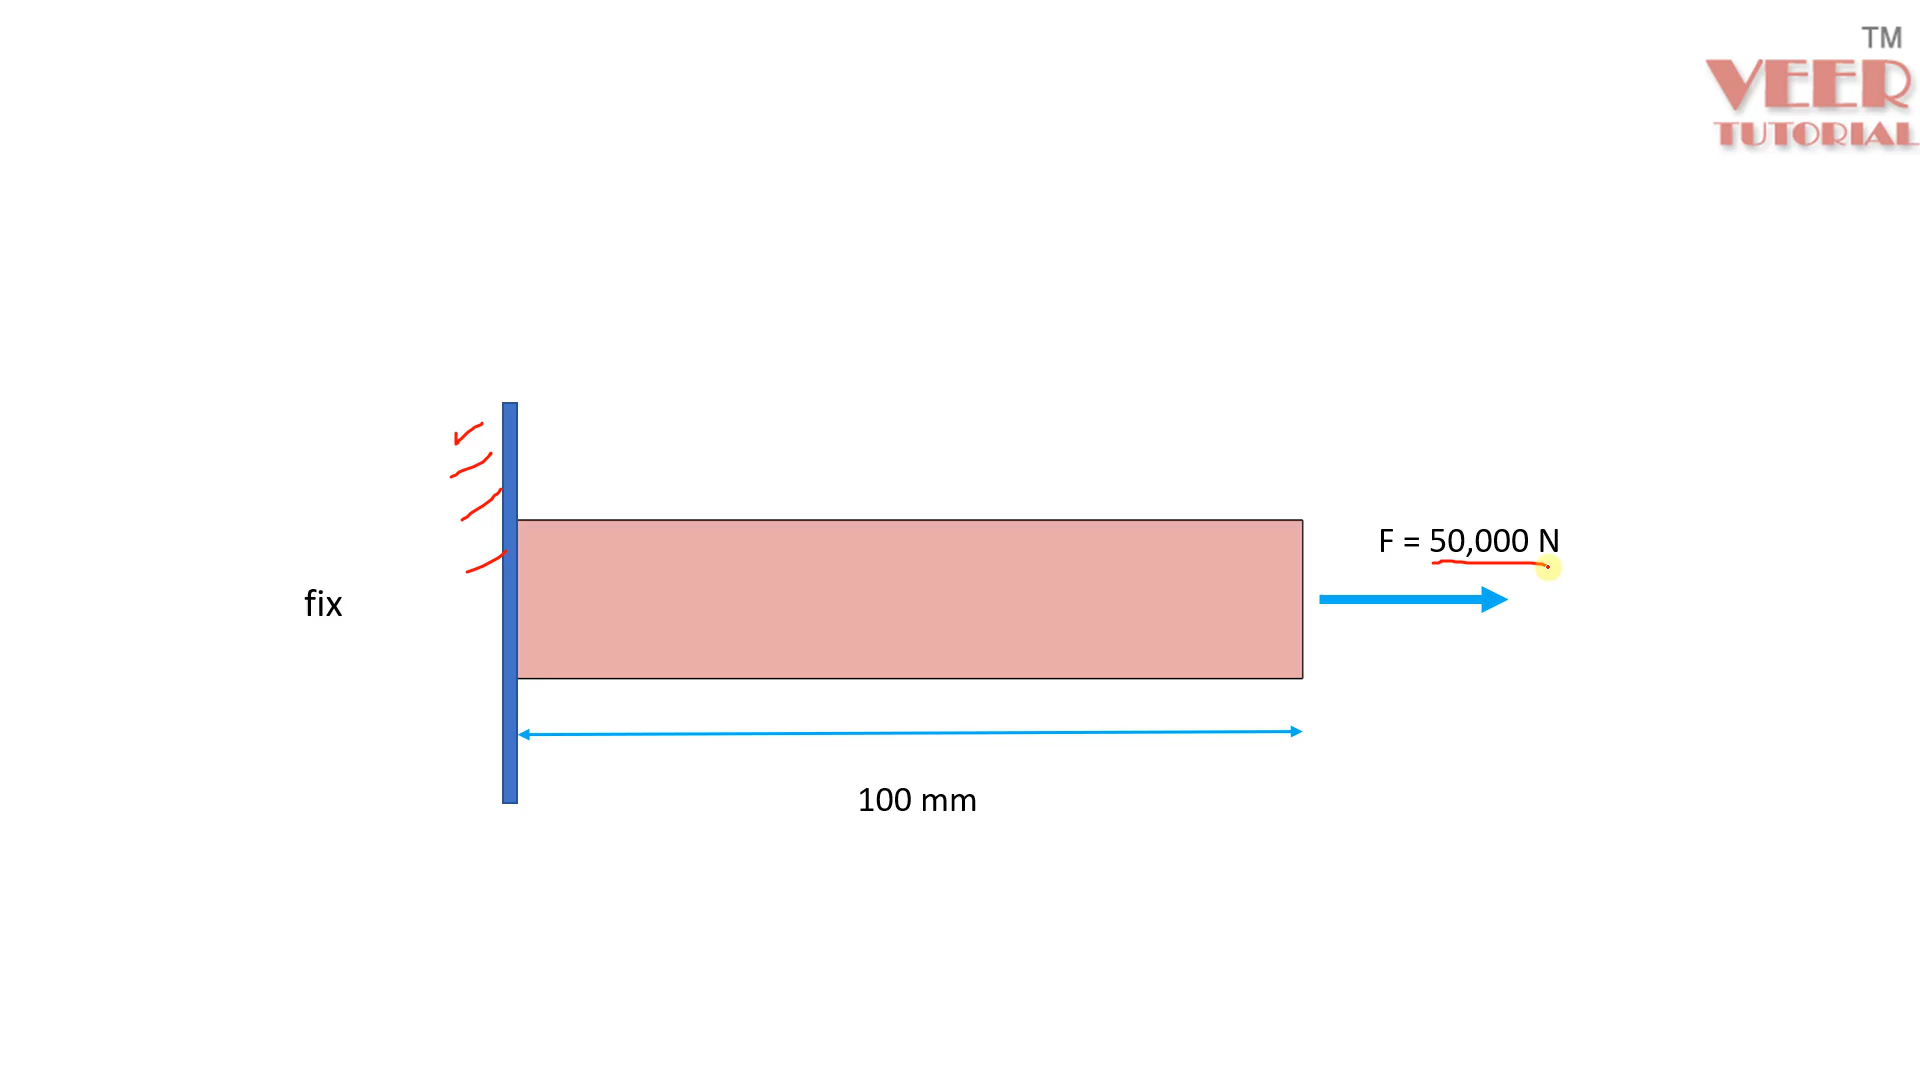 TM
VEER
TUTORIAL
F = 50,000 N
fix
100 mm